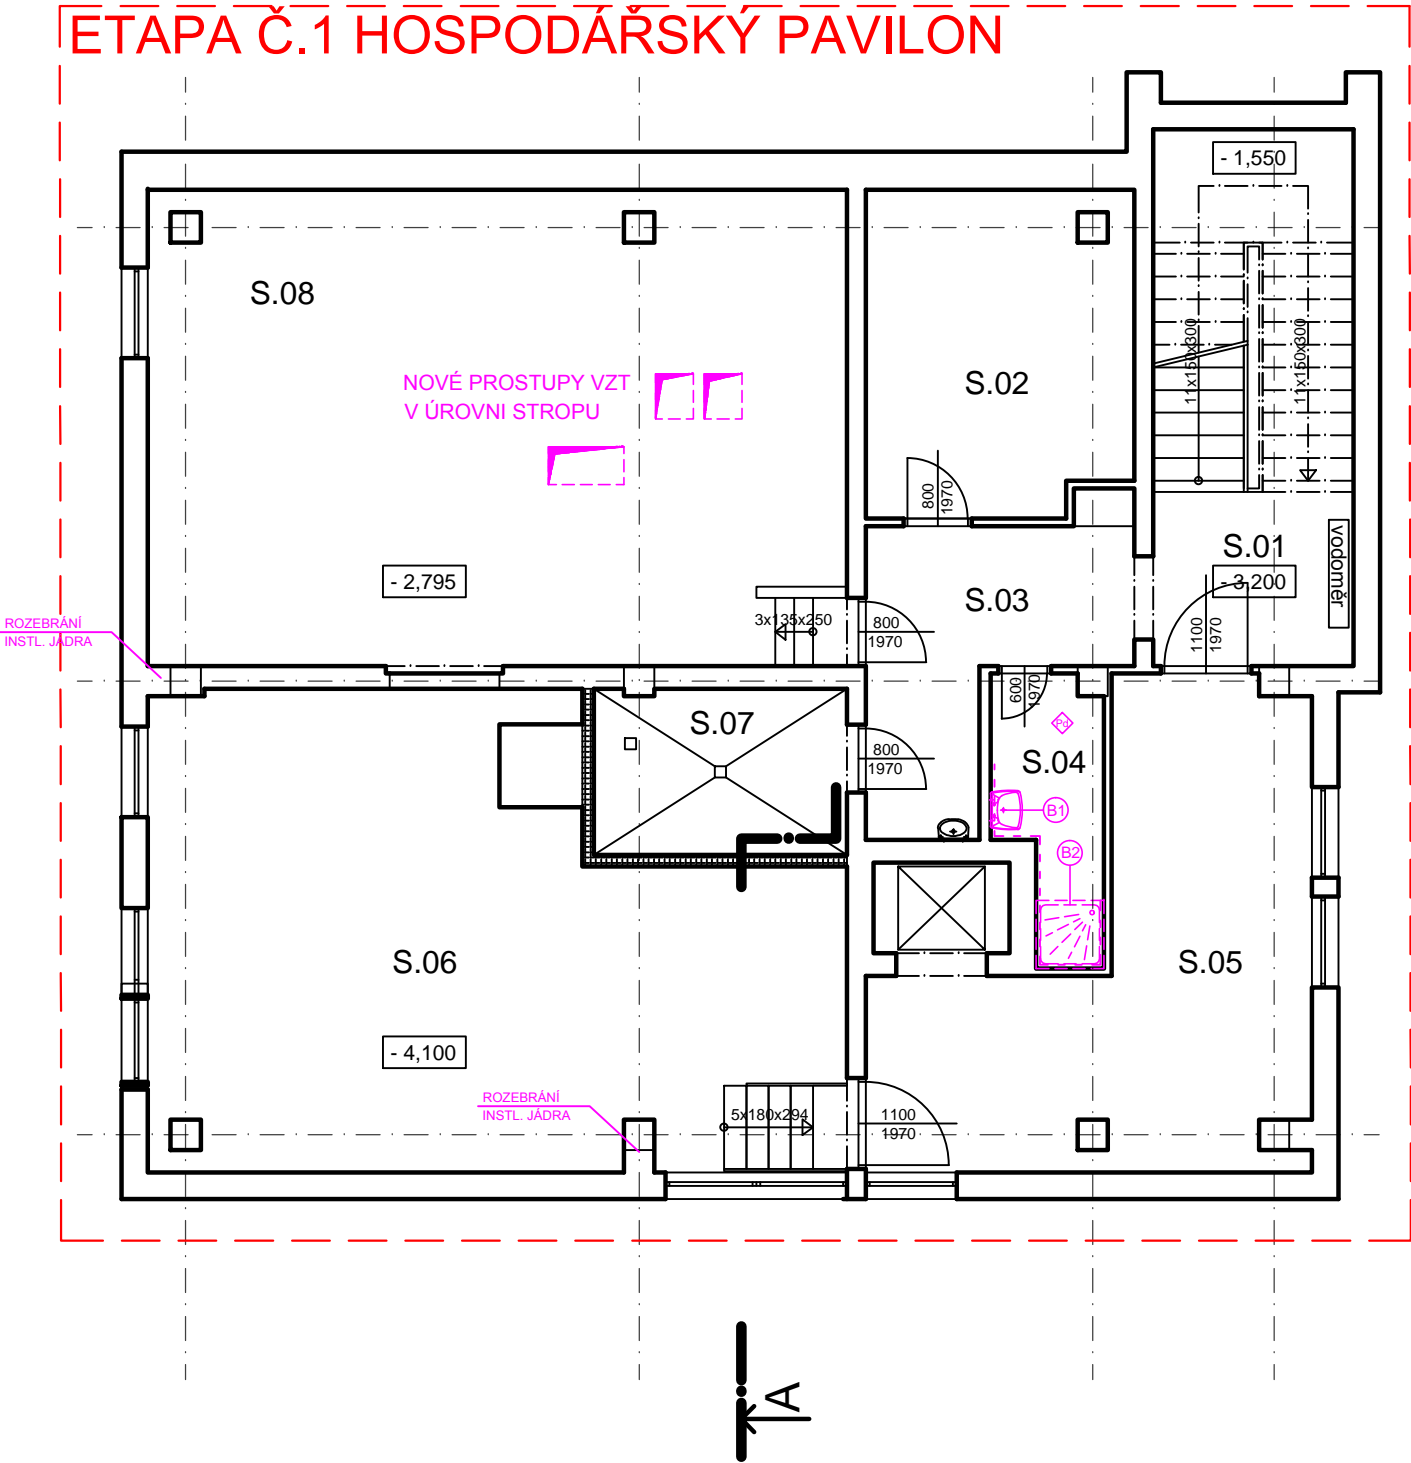 ETAPA Č.1 HOSPODÁŘSKÝ PAVILON
- 1,550
S.08
11x150x300
11x150x300
NOVÉ PROSTUPY VZT
V ÚROVNI STROPU
S.02
800
1970
S.01
- 3,200
vodoměr
- 2,795
S.03
3x135x250
800
1970
1100
1970
ROZEBRÁNÍ
INSTL. JÁDRA
600
1970
S.07
Pd
S.04
800
1970
B1
B2
S.06
S.05
- 4,100
ROZEBRÁNÍ
INSTL. JÁDRA
5x180x294
1100
1970
A